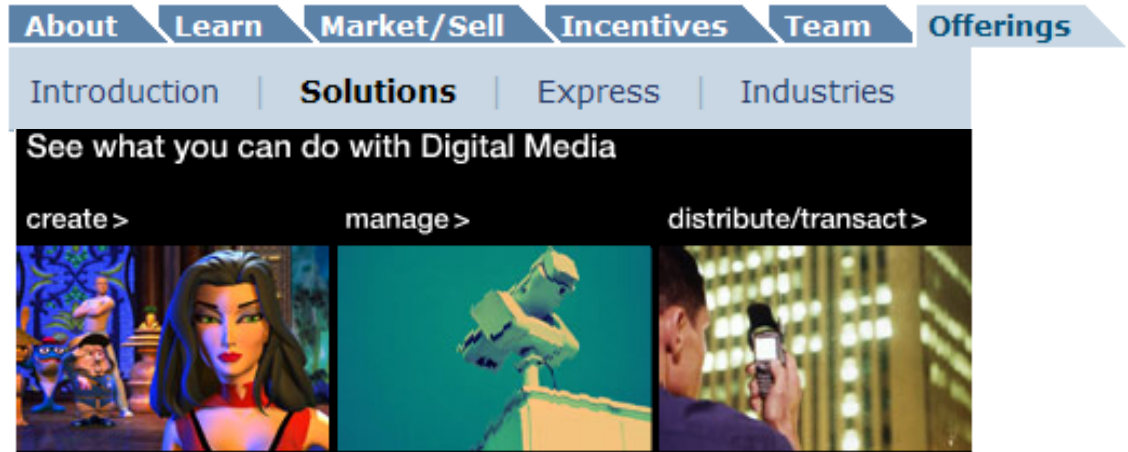 About Learn Market/Sell Incentives Team Offerings
Introduction | Solutions | Express | Industries
See what you can do with Digital Media
create > manage > distribute/transact >